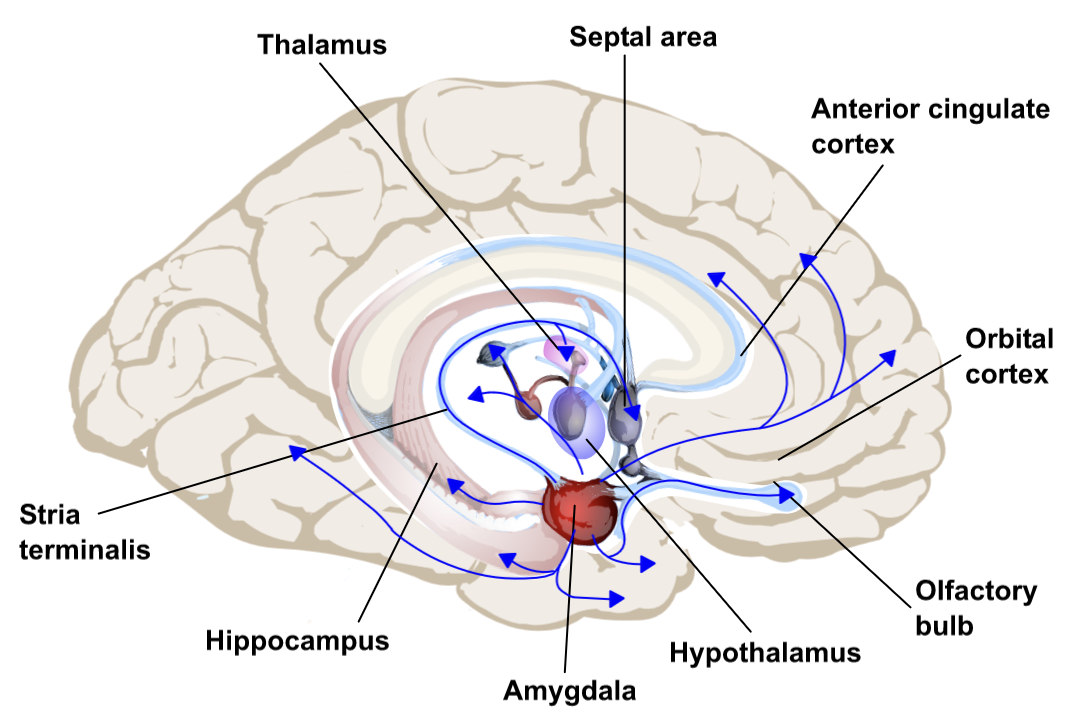 Thalamus
Septal area
Anterior cingulate
cortex
Orbital
cortex
Stria
terminalis
Olfactory
bulb
Hippocampus
Hypothalamus
Amygdala